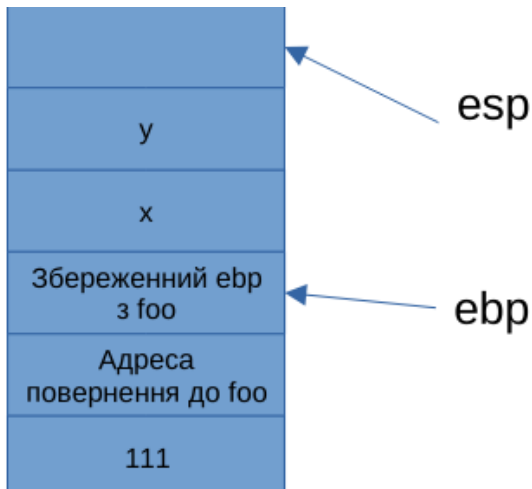 esp
y
x
Збереженний ebp
з foo
ebp
Адреса
повернення до foo
111